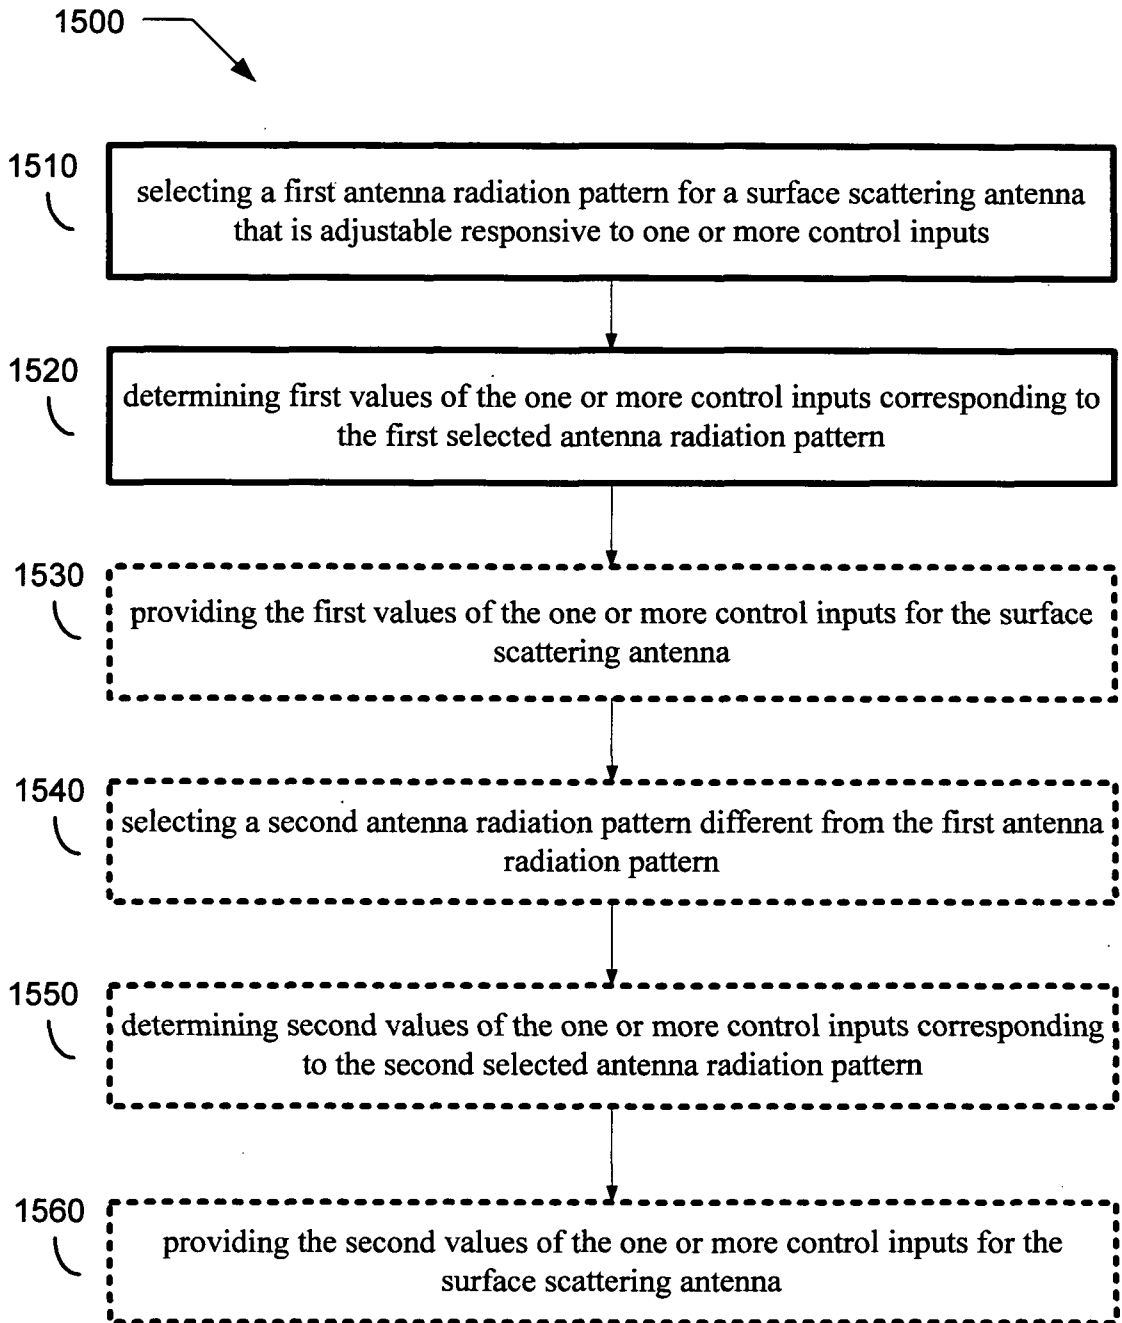 1500
1510
selecting a first antenna radiation pattern for a surface scattering antenna
that is adjustable responsive to one or more control inputs
1520
determining first values of the one or more control inputs corresponding to
the first selected antenna radiation pattern
1530
providing the first values of the one or more control inputs for the surface
scattering antenna
1540
selecting a second antenna radiation pattern different from the first antenna
radiation pattern
1550
determining second values of the one or more control inputs corresponding
to the second selected antenna radiation pattern
1560
providing the second values of the one or more control inputs for the
surface scattering antenna